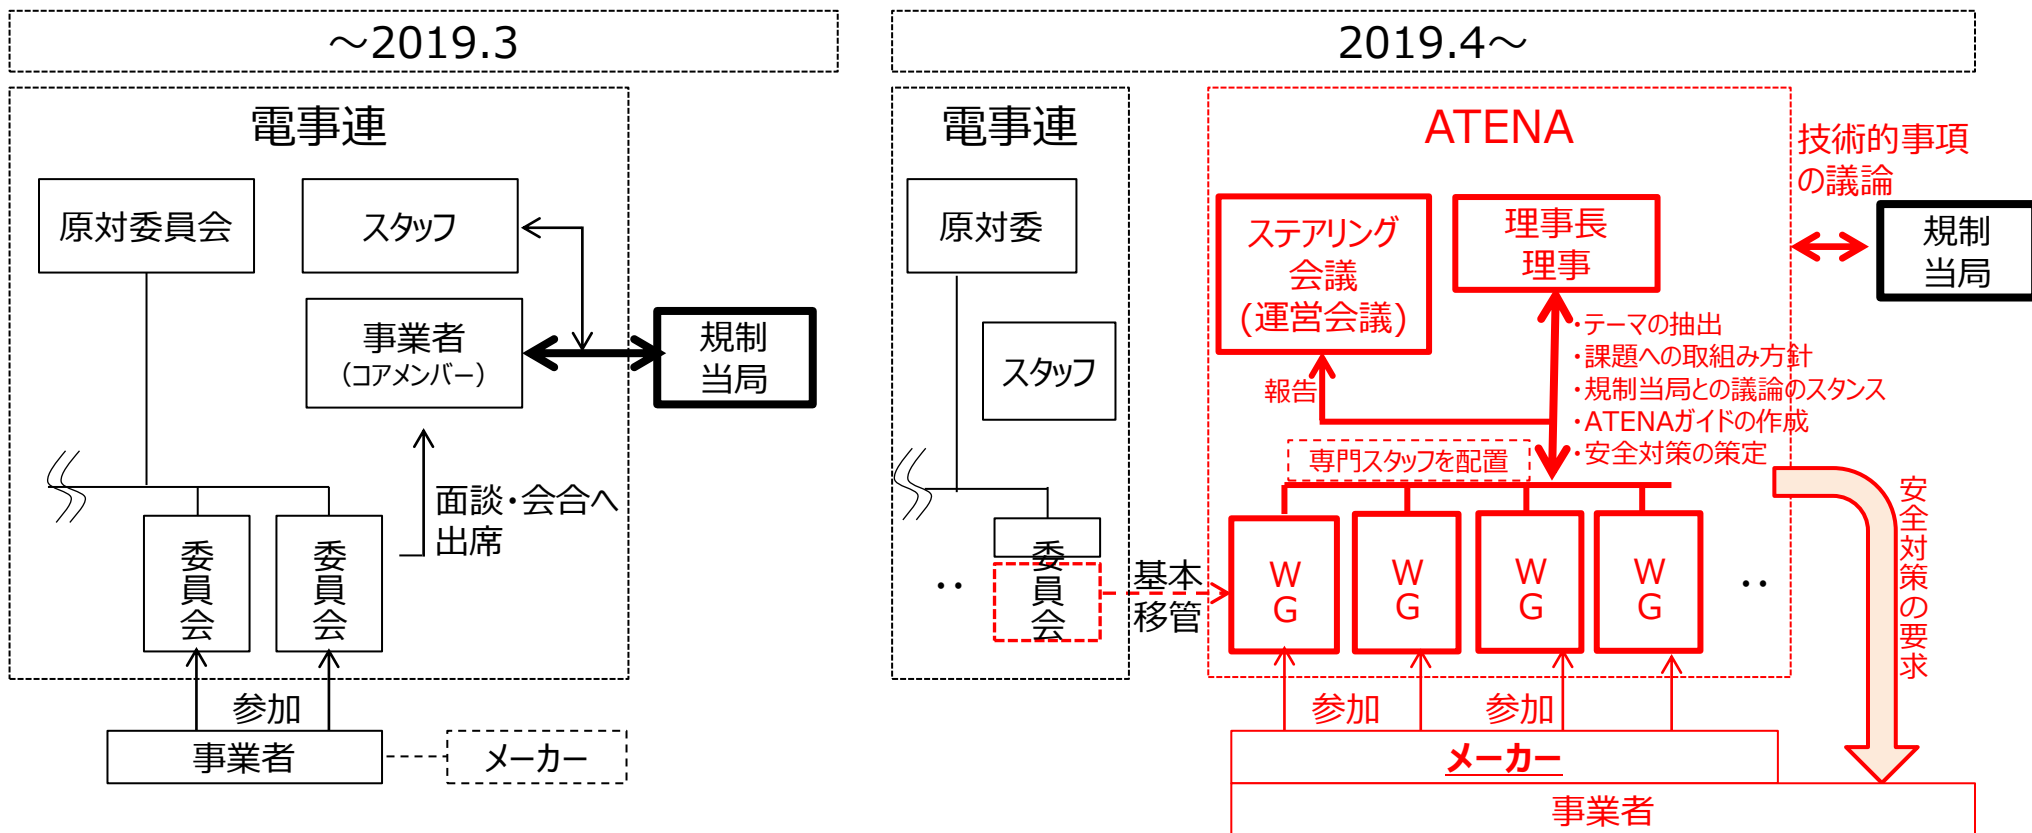 ～2019.3
電事連
原対委員会
スタッフ
事業者
（コアメンバー）
規制
当局
面談・会合へ
出席
委員会
委員会
参加
事業者
メーカー
2019.4～
電事連
原対委
スタッフ
委員会
‥
基本
移管
ATENA
ステアリング
会議
(運営会議)
理事長
理事
技術的事項
の議論
規制
当局
報告
・テーマの抽出
・課題への取組み方針
・規制当局との議論のスタンス
・ATENAガイドの作成
・安全対策の策定
専門スタッフを配置
WG
WG
WG
WG
‥
安全対策の要求
参加
参加
メーカー
事業者